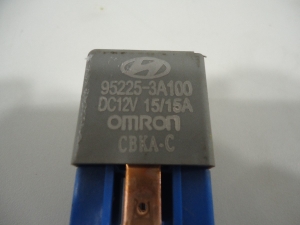 95225-3A100
DC12V 15/15A
OMRON
CBKA-C